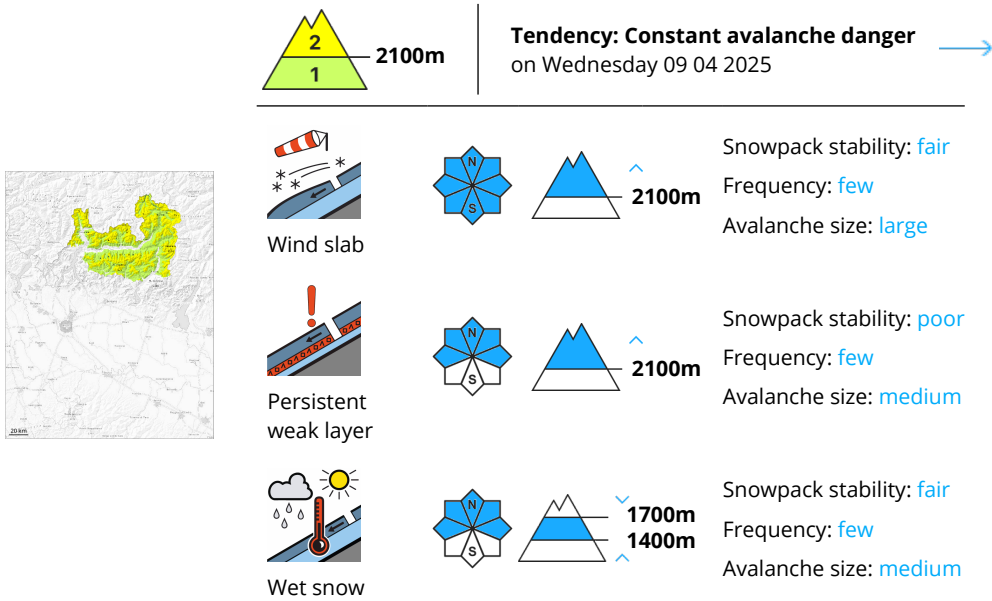 2
1
2100m
Tendency: Constant avalanche danger
on Wednesday 09 04 2025
20 km
Wind slab
N
S
2100m
Snowpack stability: fair
Frequency: few
Avalanche size: large
Persistent
weak layer
N
S
2100m
Snowpack stability: poor
Frequency: few
Avalanche size: medium
Wet snow
N
S
1700m
1400m
Snowpack stability: fair
Frequency: few
Avalanche size: medium